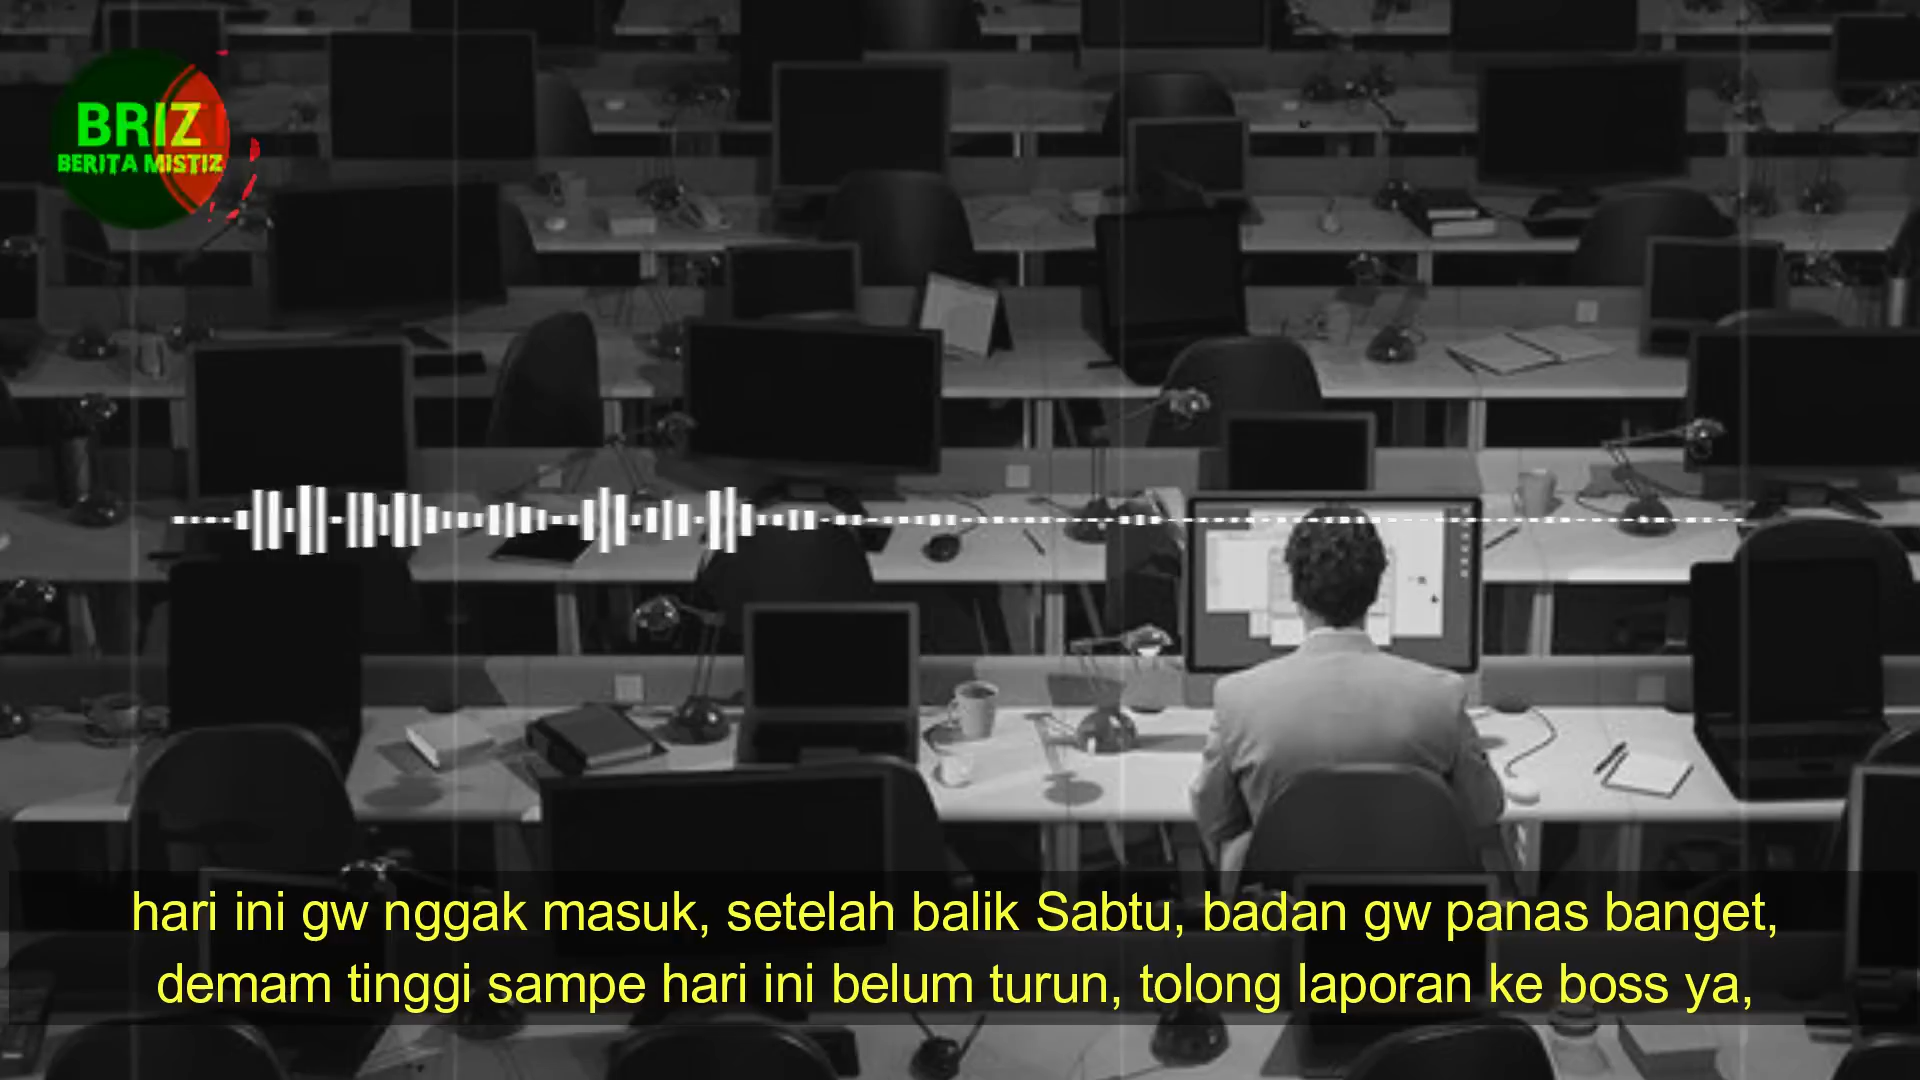 BRIZ
BERITA MISTIZ
hari ini gw nggak masuk, setelah balik Sabtu, badan gw panas banget,
demam tinggi sampe hari ini belum turun, tolong laporan ke boss ya,